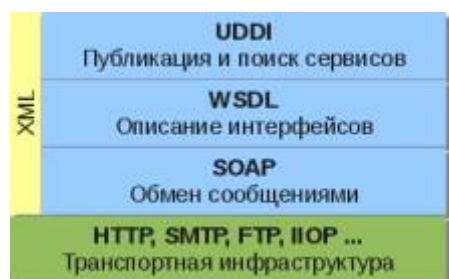 XML
UDDI
Публикация и поиск сервисов
WSDL
Описание интерфейсов
SOAP
Обмен сообщениями
HTTP, SMTP, FTP, IIOP ...
Транспортная инфраструктура